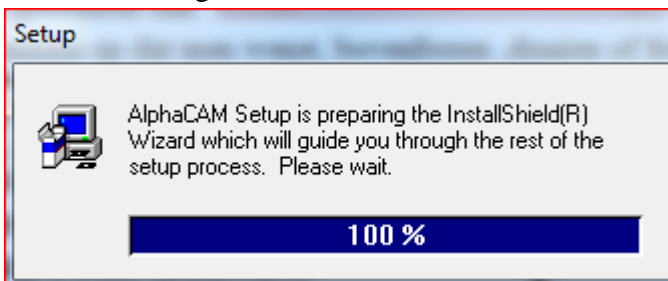 Setup
AlphaCAM Setup is preparing the InstallShield(R)
Wizard which will guide you through the rest of the
setup process.  Please wait.
100 %